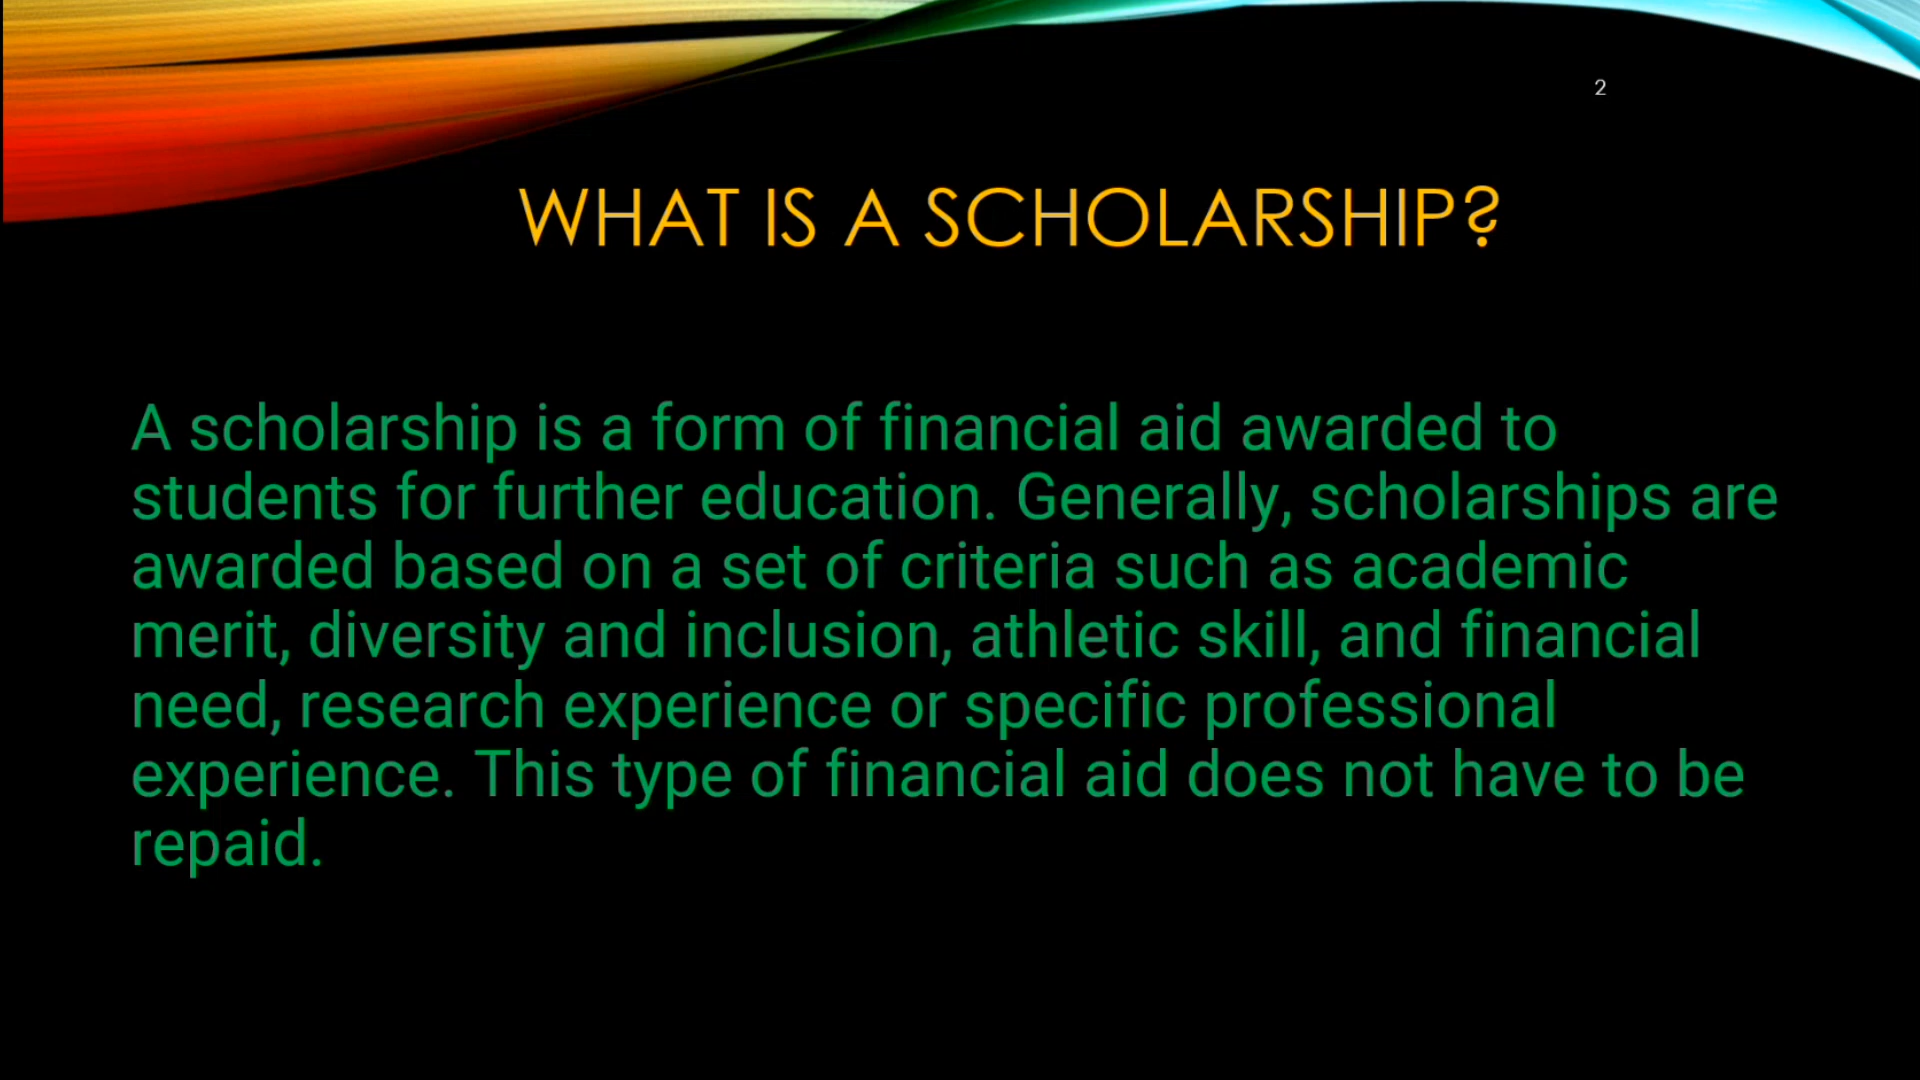 2
WHAT IS A SCHOLARSHIP?
A scholarship is a form of financial aid awarded to
students for further education. Generally, scholarships are
awarded based on a set of criteria such as academic
merit, diversity and inclusion, athletic skill, and financial
need, research experience or specific professional
experience. This type of financial aid does not have to be
repaid.